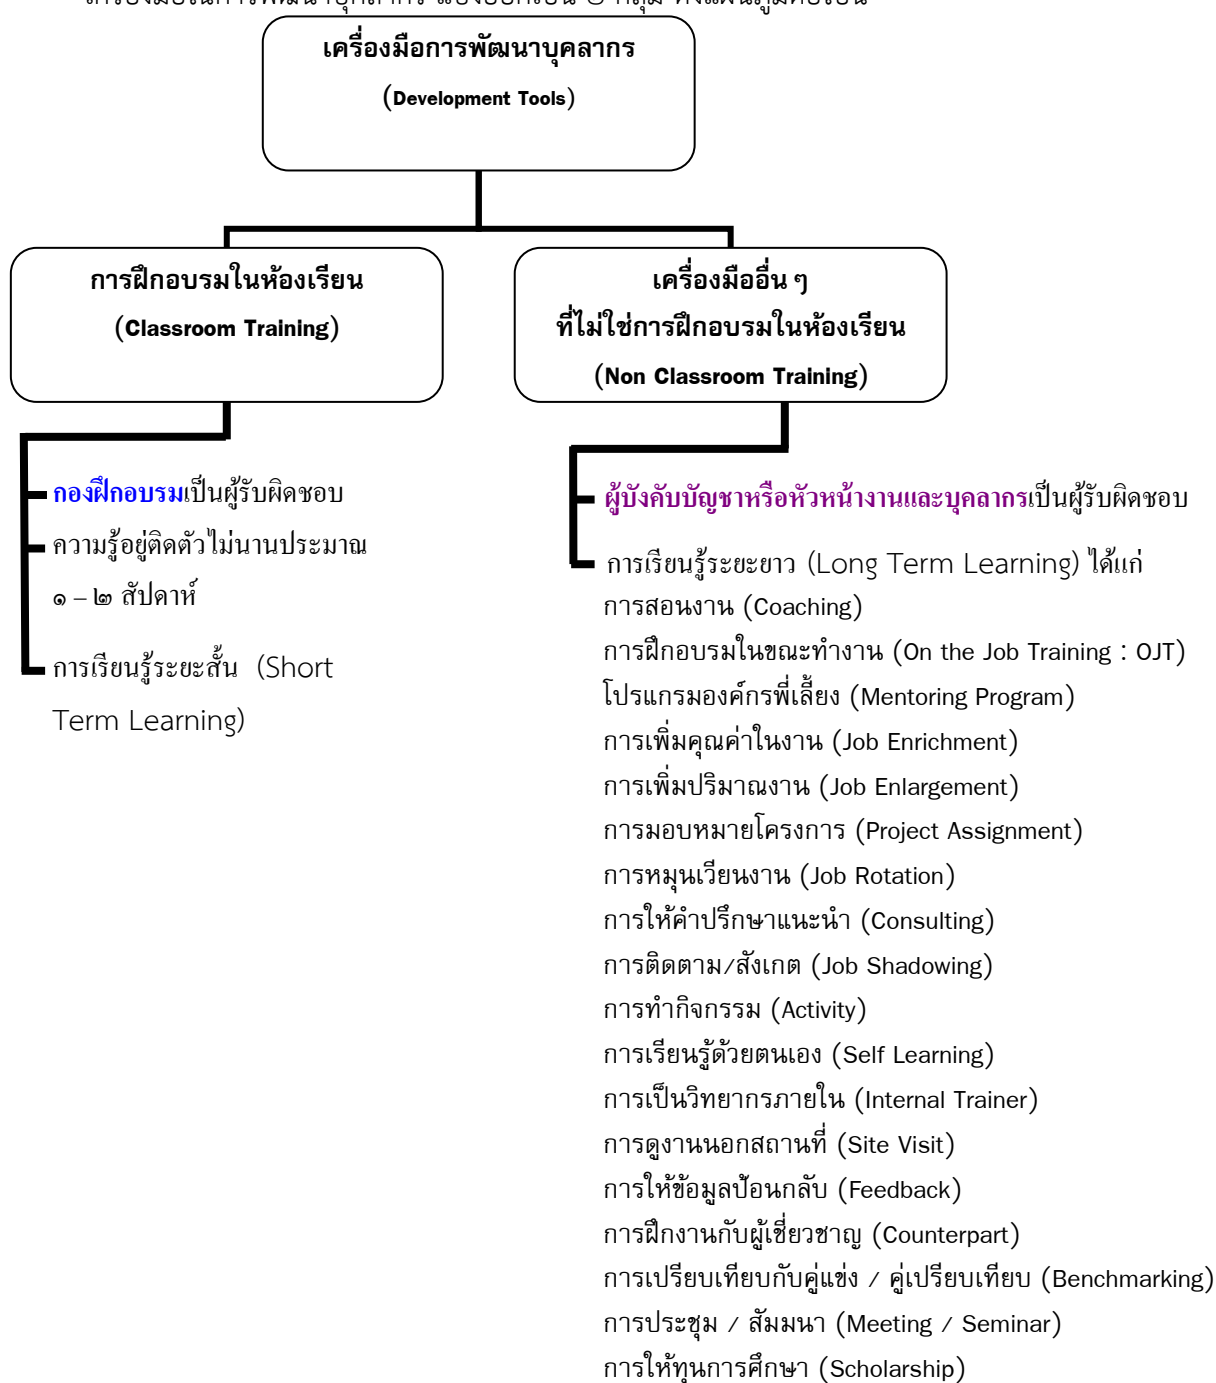 เครื่องมือการพัฒนาบุคลากร
(Development Tools)
การฝึกอบรมในห้องเรียน
(Classroom Training)
เครื่องมืออื่น ๆ
ที่ไม่ใช่การฝึกอบรมในห้องเรียน
(Non Classroom Training)
กองฝึกอบรมเป็นผู้รับผิดชอบ
ความรู้อยู่ติดตัวไม่นานประมาณ
๑ – ๒ สัปดาห์
การเรียนรู้ระยะสั้น (Short
Term Learning)
ผู้บังคับบัญชาหรือหัวหน้างานและบุคลากรเป็นผู้รับผิดชอบ
การเรียนรู้ระยะยาว (Long Term Learning) ได้แก่
การสอนงาน (Coaching)
การฝึกอบรมในขณะทำงาน (On the Job Training : OJT)
โปรแกรมองค์กรพี่เลี้ยง (Mentoring Program)
การเพิ่มคุณค่าในงาน (Job Enrichment)
การเพิ่มปริมาณงาน (Job Enlargement)
การมอบหมายโครงการ (Project Assignment)
การหมุนเวียนงาน (Job Rotation)
การให้คำปรึกษาแนะนำ (Consulting)
การติดตาม/สังเกต (Job Shadowing)
การทำกิจกรรม (Activity)
การเรียนรู้ด้วยตนเอง (Self Learning)
การเป็นวิทยากรภายใน (Internal Trainer)
การดูงานนอกสถานที่ (Site Visit)
การให้ข้อมูลป้อนกลับ (Feedback)
การฝึกงานกับผู้เชี่ยวชาญ (Counterpart)
การเปรียบเทียบกับคู่แข่ง / คู่เปรียบเทียบ (Benchmarking)
การประชุม / สัมมนา (Meeting / Seminar)
การให้ทุนการศึกษา (Scholarship)